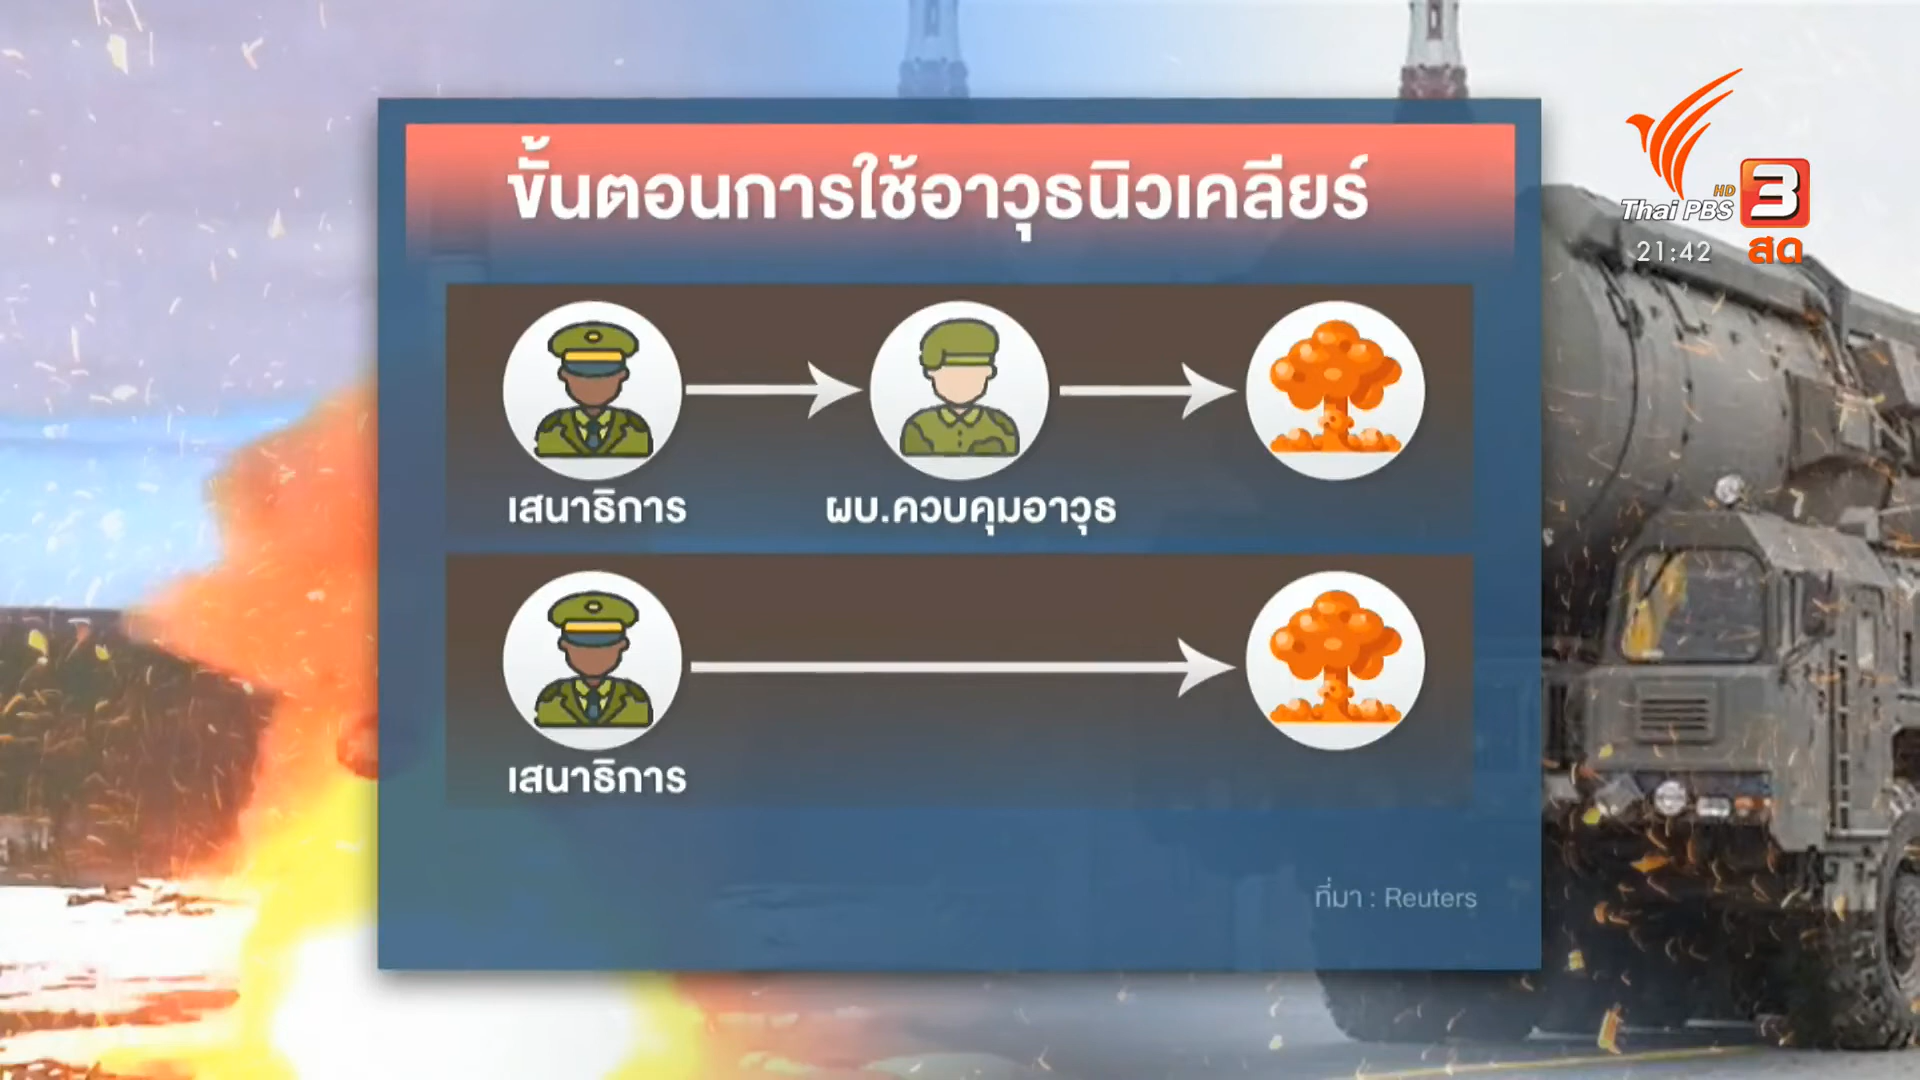 ขั้นตอนการใช้อาวุธนิวเคลียร์
Thai PBS HD 3
21:42 สด
เสนาธิการ ผบ.ควบคุมอาวุธ
เสนาธิการ
ที่มา : Reuters